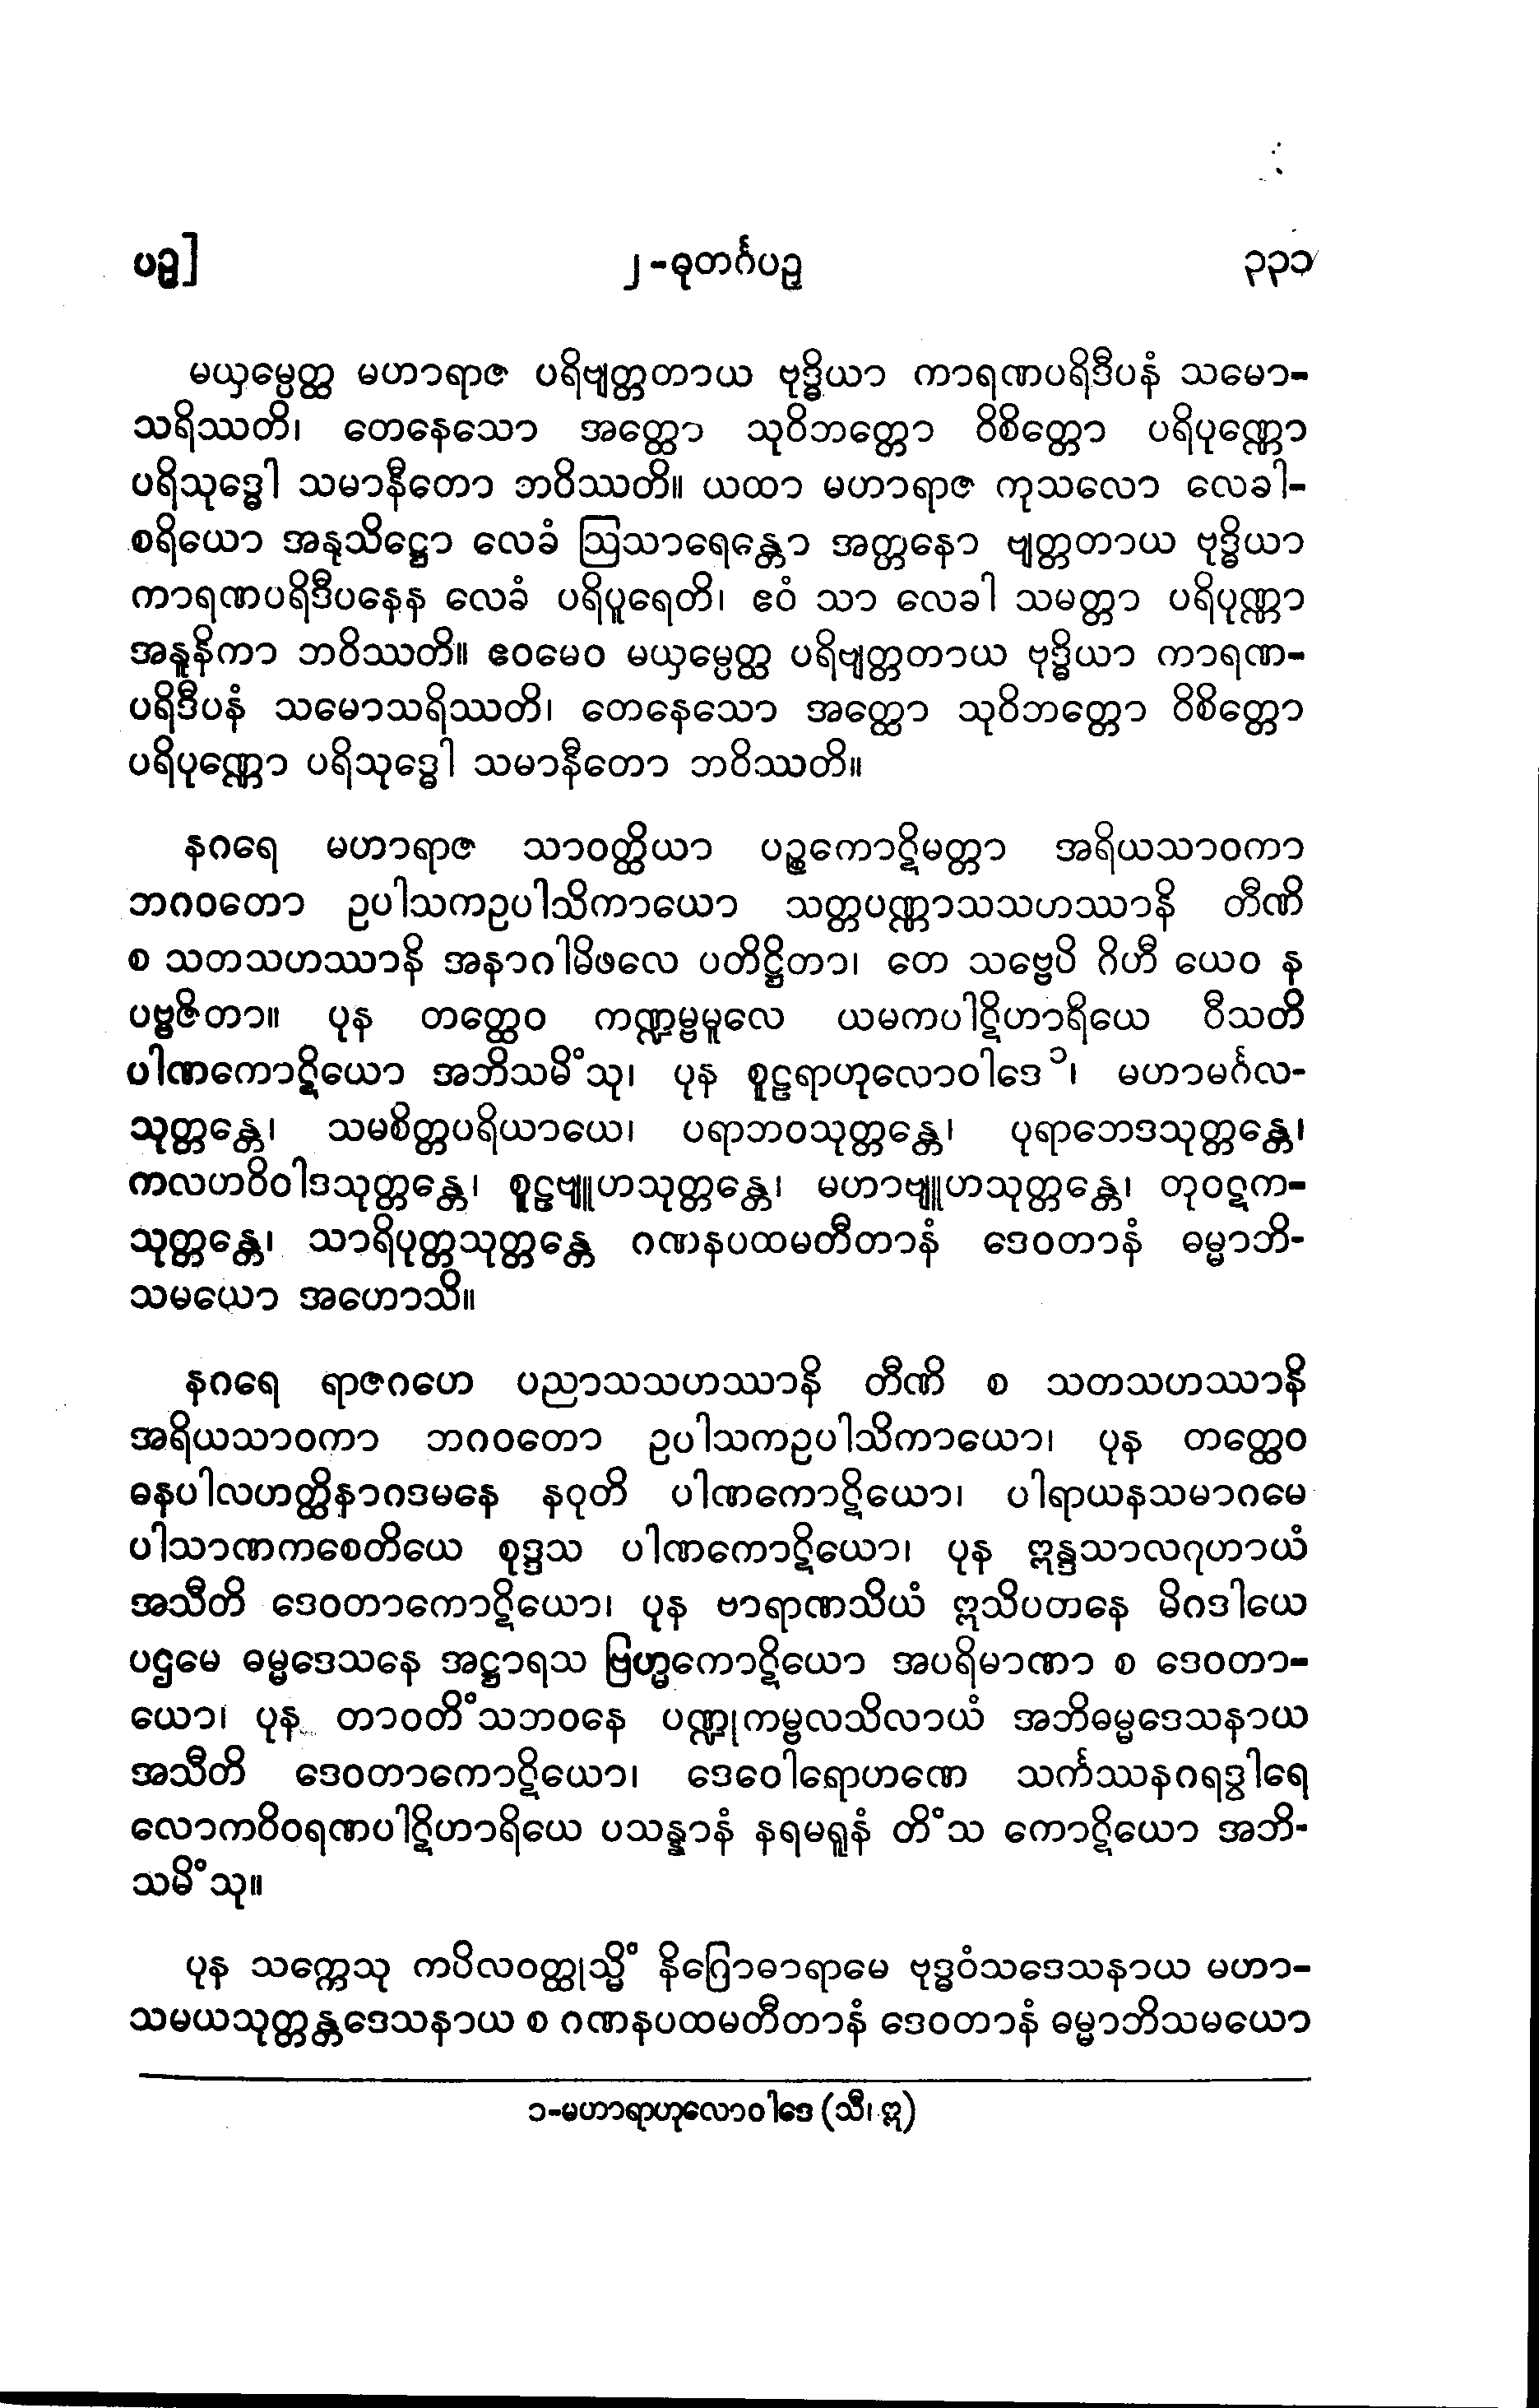 ပဉ္စ]
၂-ဓုတင်္ဂပဉှ
၃၃၁
မယှမ္ပေတ္ထ မဟာရာဇ ပရိဗျတ္တတာယ ဗုဒ္ဓိယာ ကာရဏပရိဒီပနံ သမော-
သရိဿတိ၊ တေနေသော အတ္ထော သုဝိဘတ္တော ဝိစိတ္တော ပရိပုဏ္ဏော
ပရိသုဒ္ဓေါ သမာနီတော ဘဝိဿတိ။ ယထာ မဟာရာဇ ကုသလော လေခါ-
စရိယော အနုသိဋ္ဌော လေခံ ဩသာရေန္တော အတ္တနော ဗျတ္တတာယ ဗုဒ္ဓိယာ
ကာရဏပရိဒီပနေန လေခံ ပရိပူရေတိ၊ ဧဝံ သာ လေခါ သမတ္တာ ပရိပုဏ္ဏာ
အနူနိကာ ဘဝိဿတိ။ ဧဝမေဝ မယှမ္ပေတ္ထ ပရိဗျတ္တတာယ ဗုဒ္ဓိယာ ကာရဏ-
ပရိဒီပနံ သမောသရိဿတိ၊ တေနေသော အတ္ထော သုဝိဘတ္တော ဝိစိတ္တော
ပရိပုဏ္ဏော ပရိသုဒ္ဓေါ သမာနီတော ဘဝိဿတိ။
နဂရေ မဟာရာဇ သာဝတ္ထိယာ ပဉ္စကောဋိမတ္တာ အရိယသာဝကာ
ဘဂဝတော ဥပါသကဥပါသိကာယော သတ္တပဏ္ဏာသသဟဿာနိ တီဏိ
စ သတသဟဿာနိ အနာဂါမိဖလေ ပတိဋ္ဌိတာ၊ တေ သဗ္ဗေပိ ဂိဟီ ယေဝ န
ပဗ္ဗဇိတာ။ ပုန တတ္ထေဝ ကဏ္ဍမ္ဗမူလေ ယမကပါဋိဟာရိယေ ဝီသတိ
ပါဏကောဋိယော အဘိသမိံသု၊ ပုန စူဠရာဟုလောဝါဒေ၁၊ မဟာမင်္ဂလ-
သုတ္တန္တေ၊ သမစိတ္တပရိယာယေ၊ ပရာဘဝသုတ္တန္တေ၊ ပုရာဘေဒသုတ္တန္တေ၊
ကလဟဝိဝါဒသုတ္တန္တေ၊ စူဠဗျူဟသုတ္တန္တေ၊ မဟာဗျူဟသုတ္တန္တေ၊ တုဝဋက-
သုတ္တန္တေ၊ သာရိပုတ္တသုတ္တန္တေ ဂဏနပထမတီတာနံ ဒေဝတာနံ ဓမ္မာဘိ-
သမယော အဟောသိ။
နဂရေ ရာဇဂဟေ ပညာသသဟဿာနိ တီဏိ စ သတသဟဿာနိ
အရိယသာဝကာ ဘဂဝတော ဥပါသကဥပါသိကာယော၊ ပုန တတ္ထေဝ
ဓနပါလဟတ္ထိနာဂဒမနေ နဝုတိ ပါဏကောဋိယော၊ ပါရာယနသမာဂမေ
ပါသာဏကစေတိယေ စုဒ္ဒသ ပါဏကောဋိယော၊ ပုန ဣန္ဒသာလဂုဟာယံ
အသီတိ ဒေဝတာကောဋိယော၊ ပုန ဗာရာဏသိယံ ဣသိပတနေ မိဂဒါယေ
ပဌမေ ဓမ္မဒေသနေ အဋ္ဌာရသ ဗြဟ္မကောဋိယော အပရိမာဏာ စ ဒေဝတာ-
ယော၊ ပုန တာဝတိံသဘဝနေ ပဏ္ဍုကမ္ဗလသိလာယံ အဘိဓမ္မဒေသနာယ
အသီတိ ဒေဝတာကောဋိယော၊ ဒေဝေါရောဟဏေ သင်္ကဿနဂရဒွါရေ
လောကဝိဝရဏပါဋိဟာရိယေ ပသန္နာနံ နရမရူနံ တိံသ ကောဋိယော အဘိ-
သမိံသု။
ပုန သက္ကေသု ကပိလဝတ္ထုသ္မိံ နိဂြောဓာရာမေ ဗုဒ္ဓဝံသဒေသနာယ မဟာ-
သမယသုတ္တန္တဒေသနာယ စ ဂဏနပထမတီတာနံ ဒေဝတာနံ ဓမ္မာဘိသမယော
၁-မဟာရာဟုလောဝါဒေ (သီ၊ ဣ)